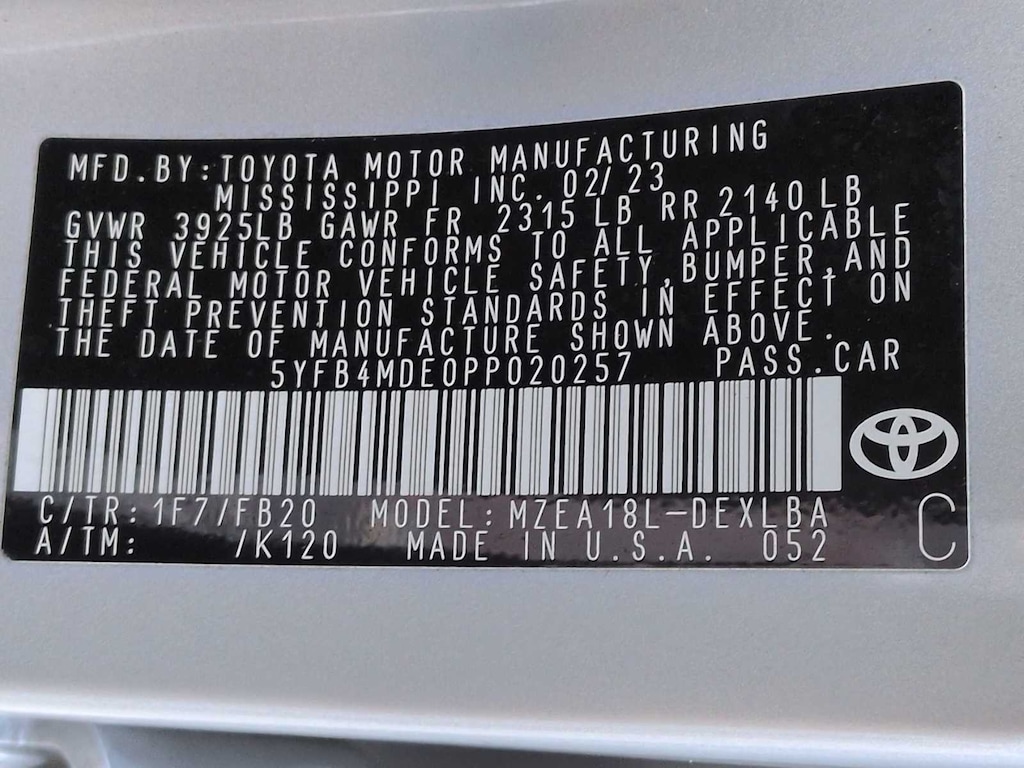 MFD.BY:TOYOTA MOTOR MANUFACTURING
MISSISSIPPI INC. 02/23
GVWR 3925LB GAWR FR 2315 LB RR 2140 LB
THIS VEHICLE CONFORMS TO ALL APPLICABLE
FEDERAL MOTOR VEHICLE SAFETY,BUMPER,AND
THEFT PREVENTION STANDARDS IN EFFECT ON
THE DATE OF MANUFACTURE SHOWN ABOVE.
5YFB4MDE0PP020257 PASS.CAR
C/TR: 1F7/FB20 MODEL: MZEA18L-DEXLBA
A/TM: /K120 MADE IN U.S.A. 052
C